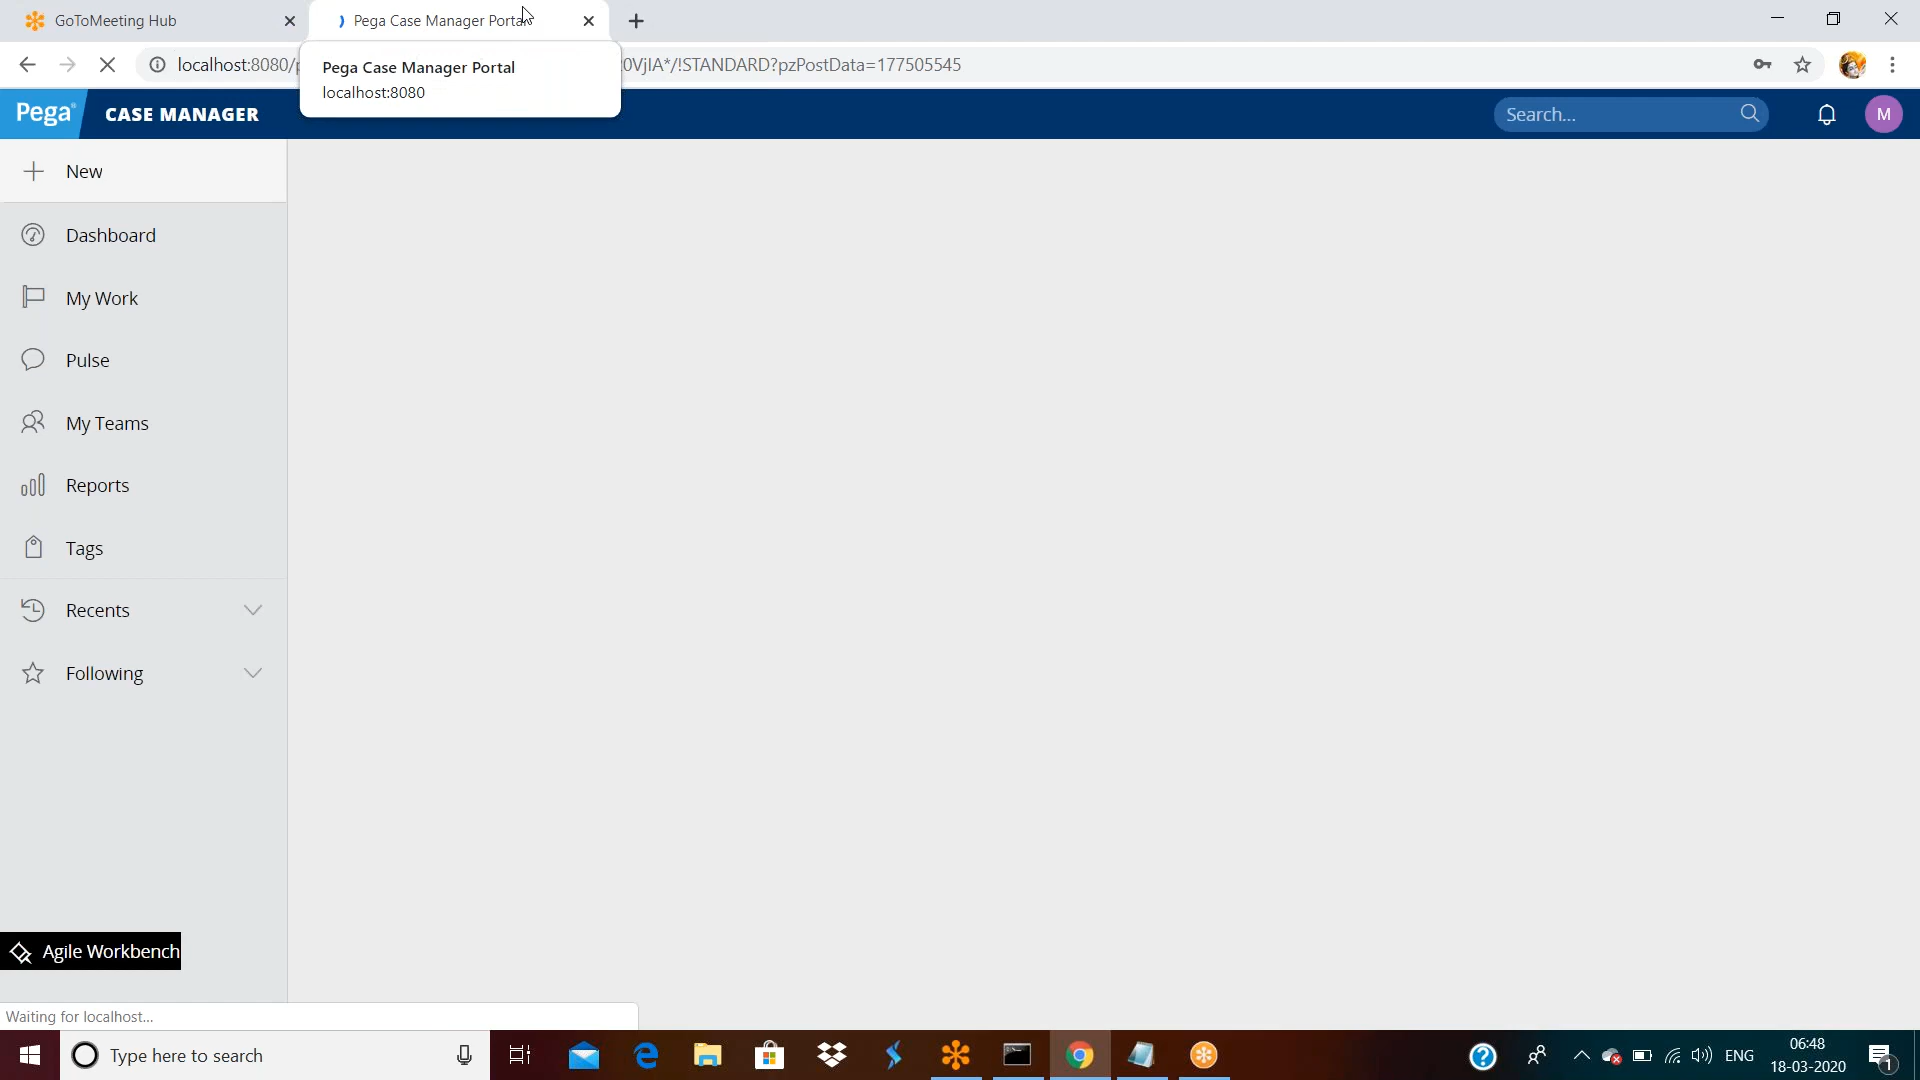 GoToMeeting Hub
Pega Case Manager Portal
localhost:8080/
0VjIA*/!STANDARD?pzPostData=177505545
Pega Case Manager Portal
localhost:8080
Pega
CASE MANAGER
Search...
M
New
Dashboard
My Work
Pulse
My Teams
Reports
Tags
Recents
Following
Agile Workbench
Waiting for localhost...
Type here to search
ENG
06:48
18-03-2020
1